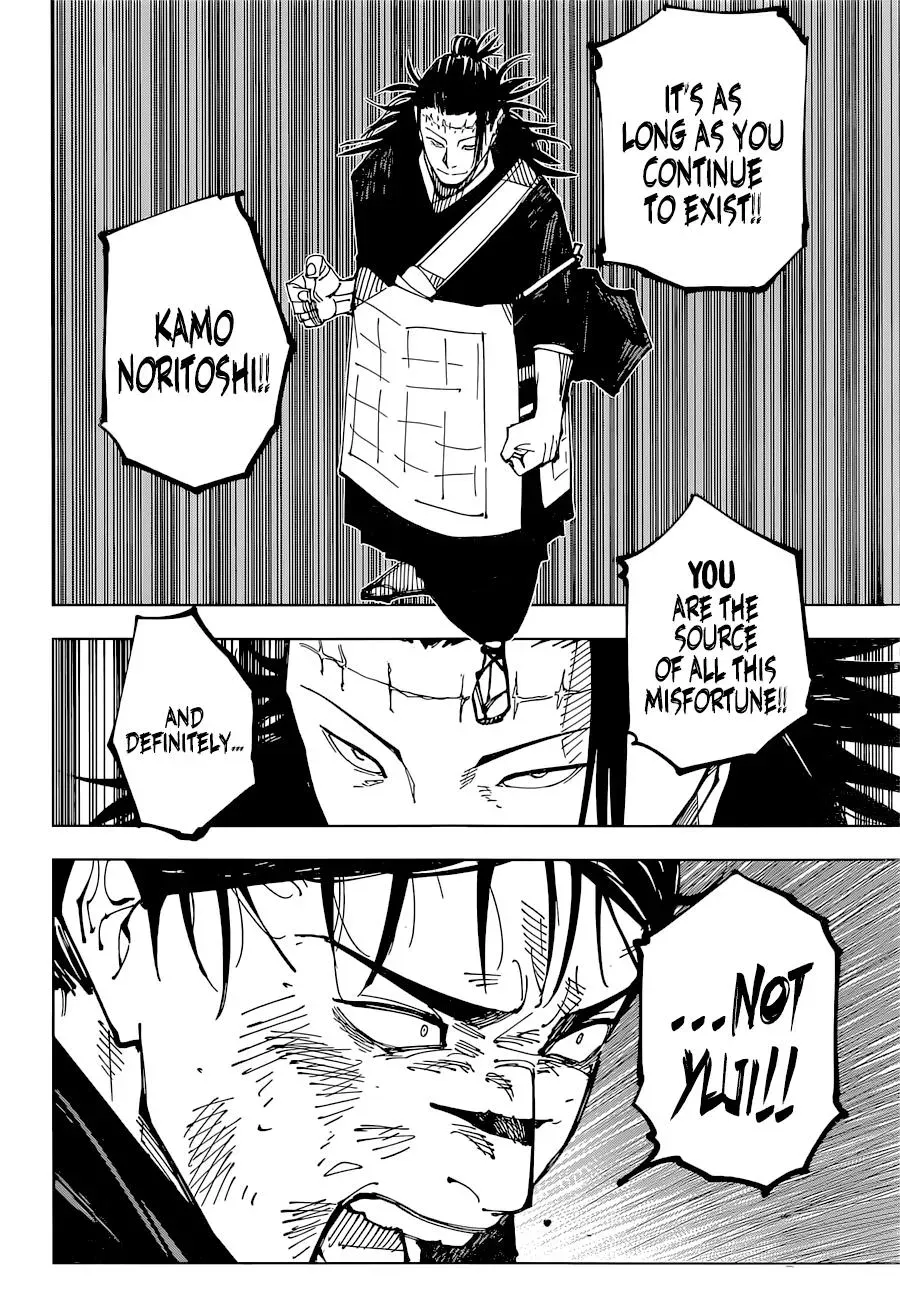 IT'S AS
LONG AS YOU
CONTINUE
TO EXIST!!
KAMO
NORITOSHI!!
YOU
ARE THE
SOURCE
OF ALL THIS
MISFORTUNE!!
AND
DEFINITELY...
...NOT
YUJI!!